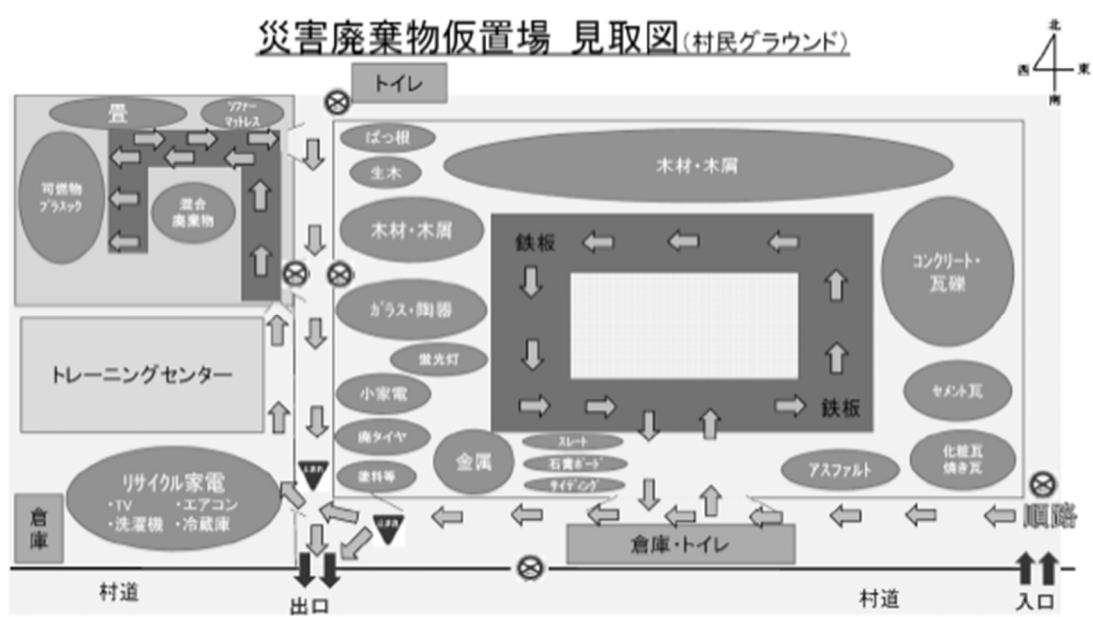 災害廃棄物仮置場 見取図(村民グラウンド)
北
西 東
南
トイレ
畳
ソファー
マットレス
可燃物
プラスック
混合
廃棄物
ばっ根
生木
木材・木屑
木材・木屑
鉄板
コンクリート・
瓦礫
ガラス・陶器
蛍光灯
トレーニングセンター
小家電
鉄板
セメント瓦
廃タイヤ
スレート
金属
石膏ボード
サイディング
アスファルト
化粧瓦
焼き瓦
塗料等
止まれ
リサイクル家電
・TV ・エアコン
・洗濯機 ・冷蔵庫
倉庫
止まれ
順路
倉庫・トイレ
村道
出口
村道
入口